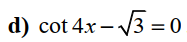 d) cot 4x − √3 = 0